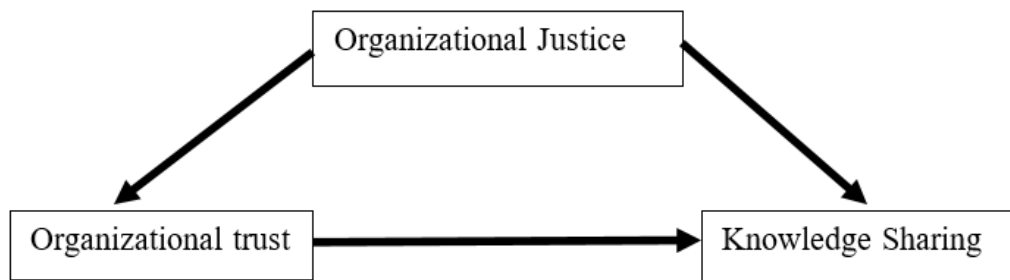 Organizational Justice
Organizational trust
Knowledge Sharing